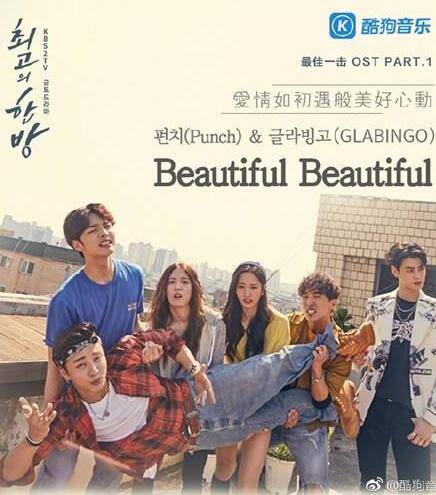 최고의 한방
KBS2TV 금토드라마
K 酷狗音乐
最佳一击 OST PART.1
愛情如初遇般美好心動
펀치(Punch) & 글라빙고(GLABINGO)
Beautiful Beautiful
@酷狗音